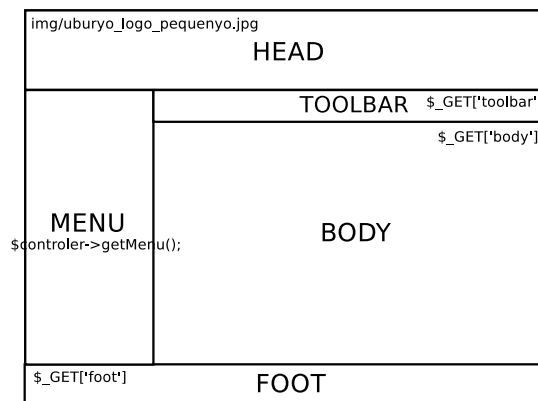 img/uburyo_logo_pequenyo.jpg
HEAD
TOOLBAR $_GET['toolbar'
$_GET['body']
MENU
$controler->getMenu();
BODY
$_GET['foot']
FOOT